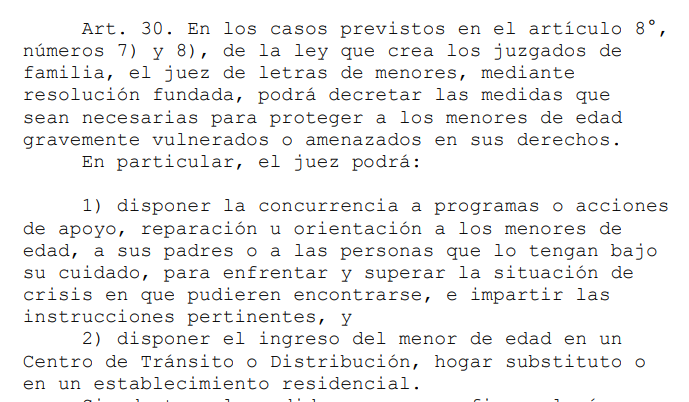 Art. 30. En los casos previstos en el artículo 8°,
números 7) y 8), de la ley que crea los juzgados de
familia, el juez de letras de menores, mediante
resolución fundada, podrá decretar las medidas que
sean necesarias para proteger a los menores de edad
gravemente vulnerados o amenazados en sus derechos.
En particular, el juez podrá:
1) disponer la concurrencia a programas o acciones
de apoyo, reparación u orientación a los menores de
edad, a sus padres o a las personas que lo tengan bajo
su cuidado, para enfrentar y superar la situación de
crisis en que pudieren encontrarse, e impartir las
instrucciones pertinentes, y
2) disponer el ingreso del menor de edad en un
Centro de Tránsito o Distribución, hogar substituto o
en un establecimiento residencial.